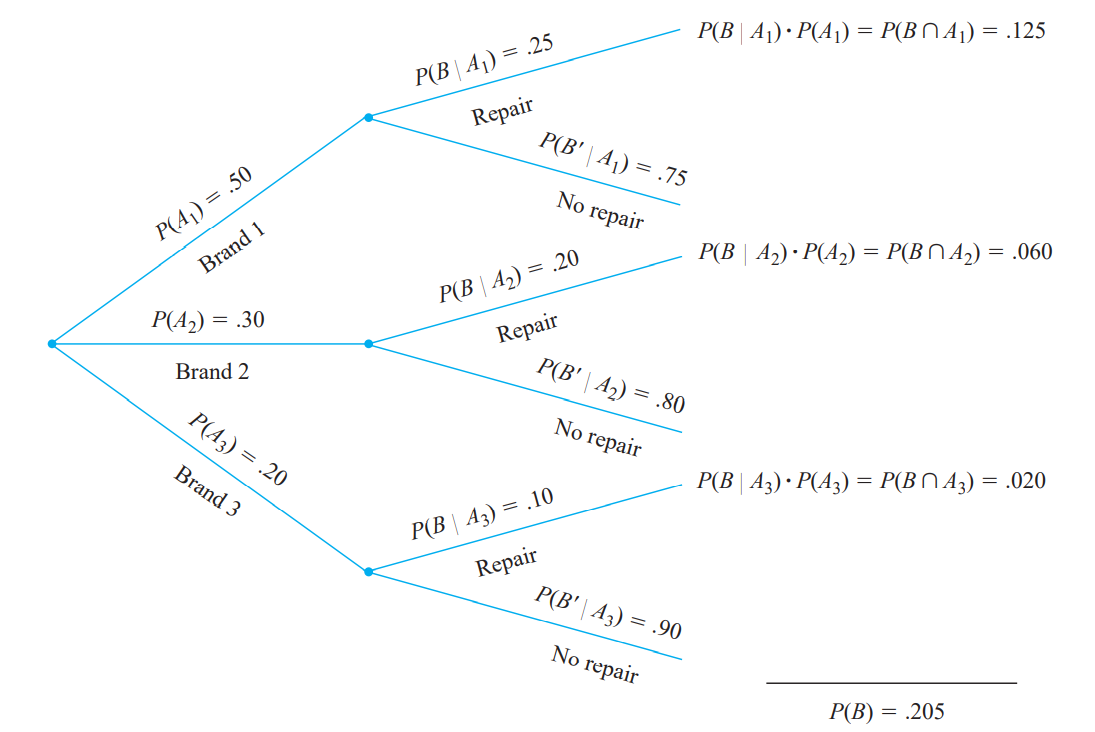 P(B | A₁) · P(A₁) = P(B ∩ A₁) = .125
P(B | A₁) = .25
Repair
P(B' | A₁) = .75
No repair
P(A₁) = .50
Brand 1
P(B | A₂) · P(A₂) = P(B ∩ A₂) = .060
P(B | A₂) = .20
Repair
P(A₂) = .30
Brand 2
P(B' | A₂) = .80
No repair
P(A₃) = .20
Brand 3
P(B | A₃) · P(A₃) = P(B ∩ A₃) = .020
P(B | A₃) = .10
Repair
P(B' | A₃) = .90
No repair
P(B) = .205